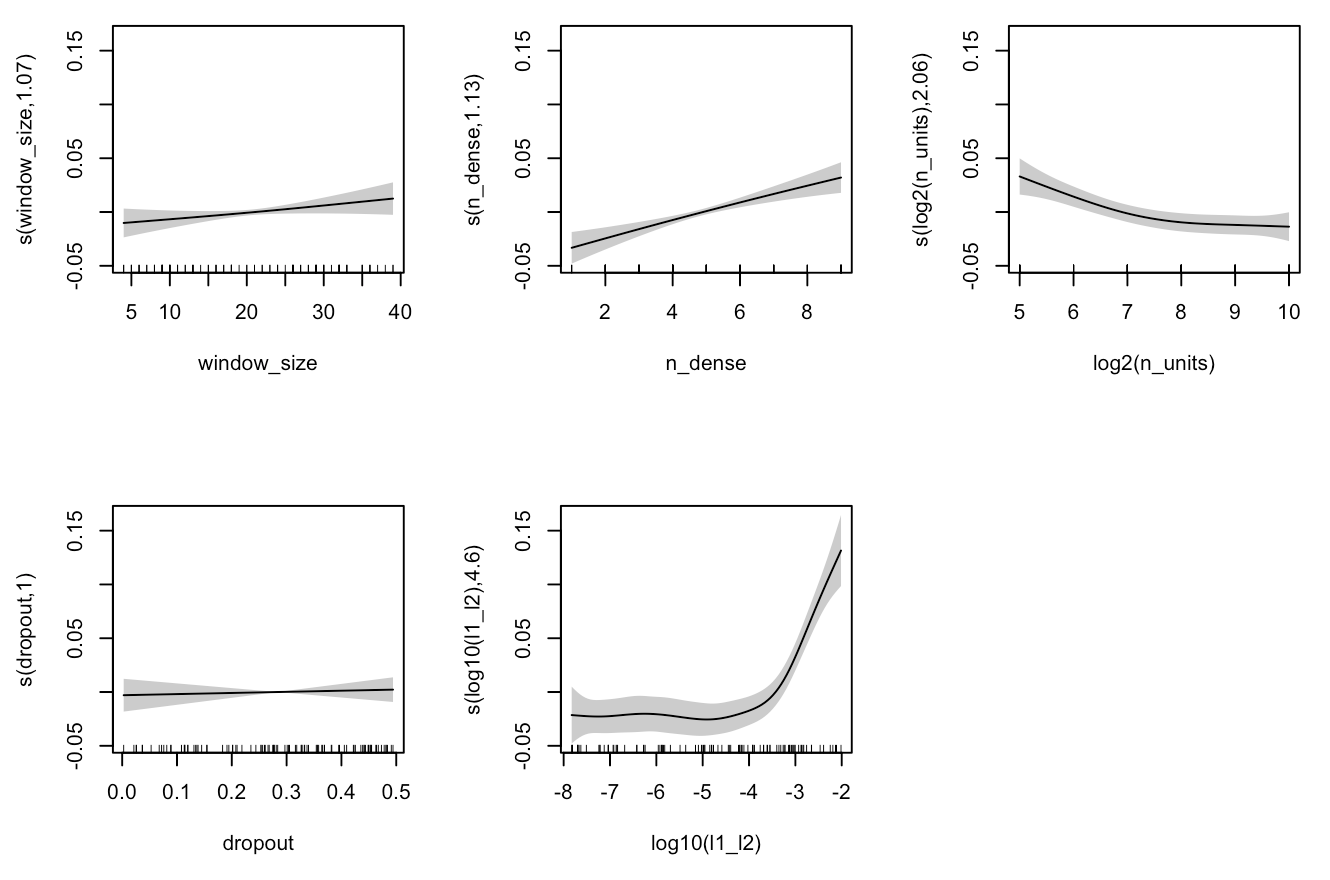 s(window_size,1.07)
0.15
0.05
-0.05
5 10 20 30 40
window_size
s(n_dense,1.13)
0.15
0.05
-0.05
2 4 6 8
n_dense
s(log2(n_units),2.06)
0.15
0.05
-0.05
5 6 7 8 9 10
log2(n_units)
s(dropout,1)
0.15
0.05
-0.05
0.0 0.1 0.2 0.3 0.4 0.5
dropout
s(log10(l1_l2),4.6)
0.15
0.05
-0.05
-8 -7 -6 -5 -4 -3 -2
log10(l1_l2)